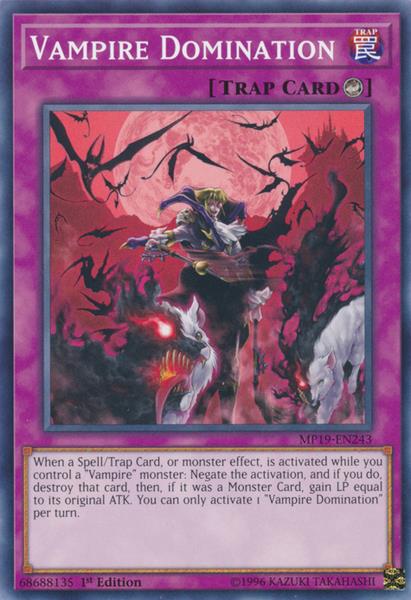 VAMPIRE DOMINATION
TRAP
罠
[TRAP CARD]
MP19-EN243
When a Spell/Trap Card, or monster effect, is activated while you
control a "Vampire" monster: Negate the activation, and if you do,
destroy that card, then, if it was a Monster Card, gain LP equal
to its original ATK. You can only activate 1 "Vampire Domination"
per turn.
68688135 1st Edition ©1996 KAZUKI TAKAHASHI